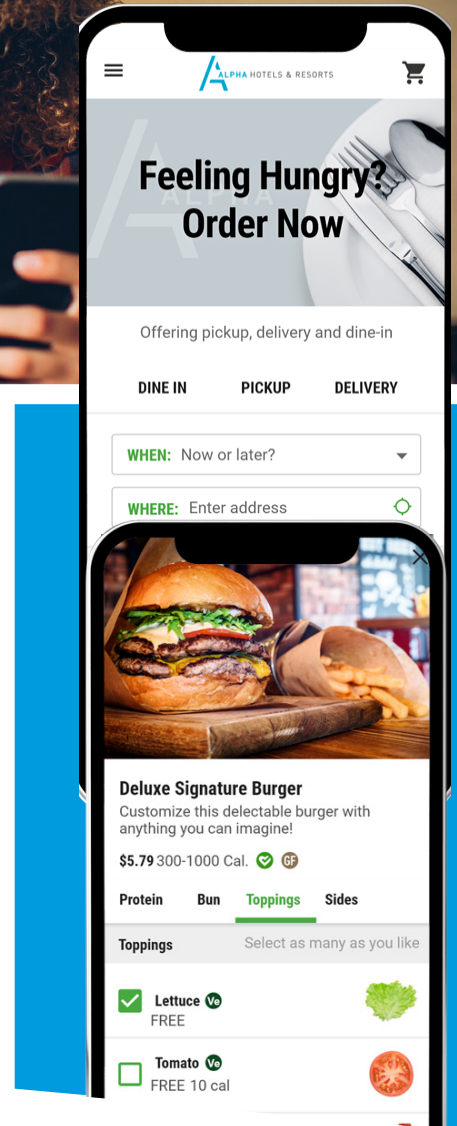 ALPHA HOTELS & RESORTS
ALPHA
Feeling Hungry?
Order Now
Offering pickup, delivery and dine-in
DINE IN PICKUP DELIVERY
WHEN: Now or later?
WHERE: Enter address
Deluxe Signature Burger
Customize this delectable burger with
anything you can imagine!
$5.79 300-1000 Cal. GF
Protein Bun Toppings Sides
Toppings Select as many as you like
Lettuce Ve
FREE
Tomato Ve
FREE 10 cal